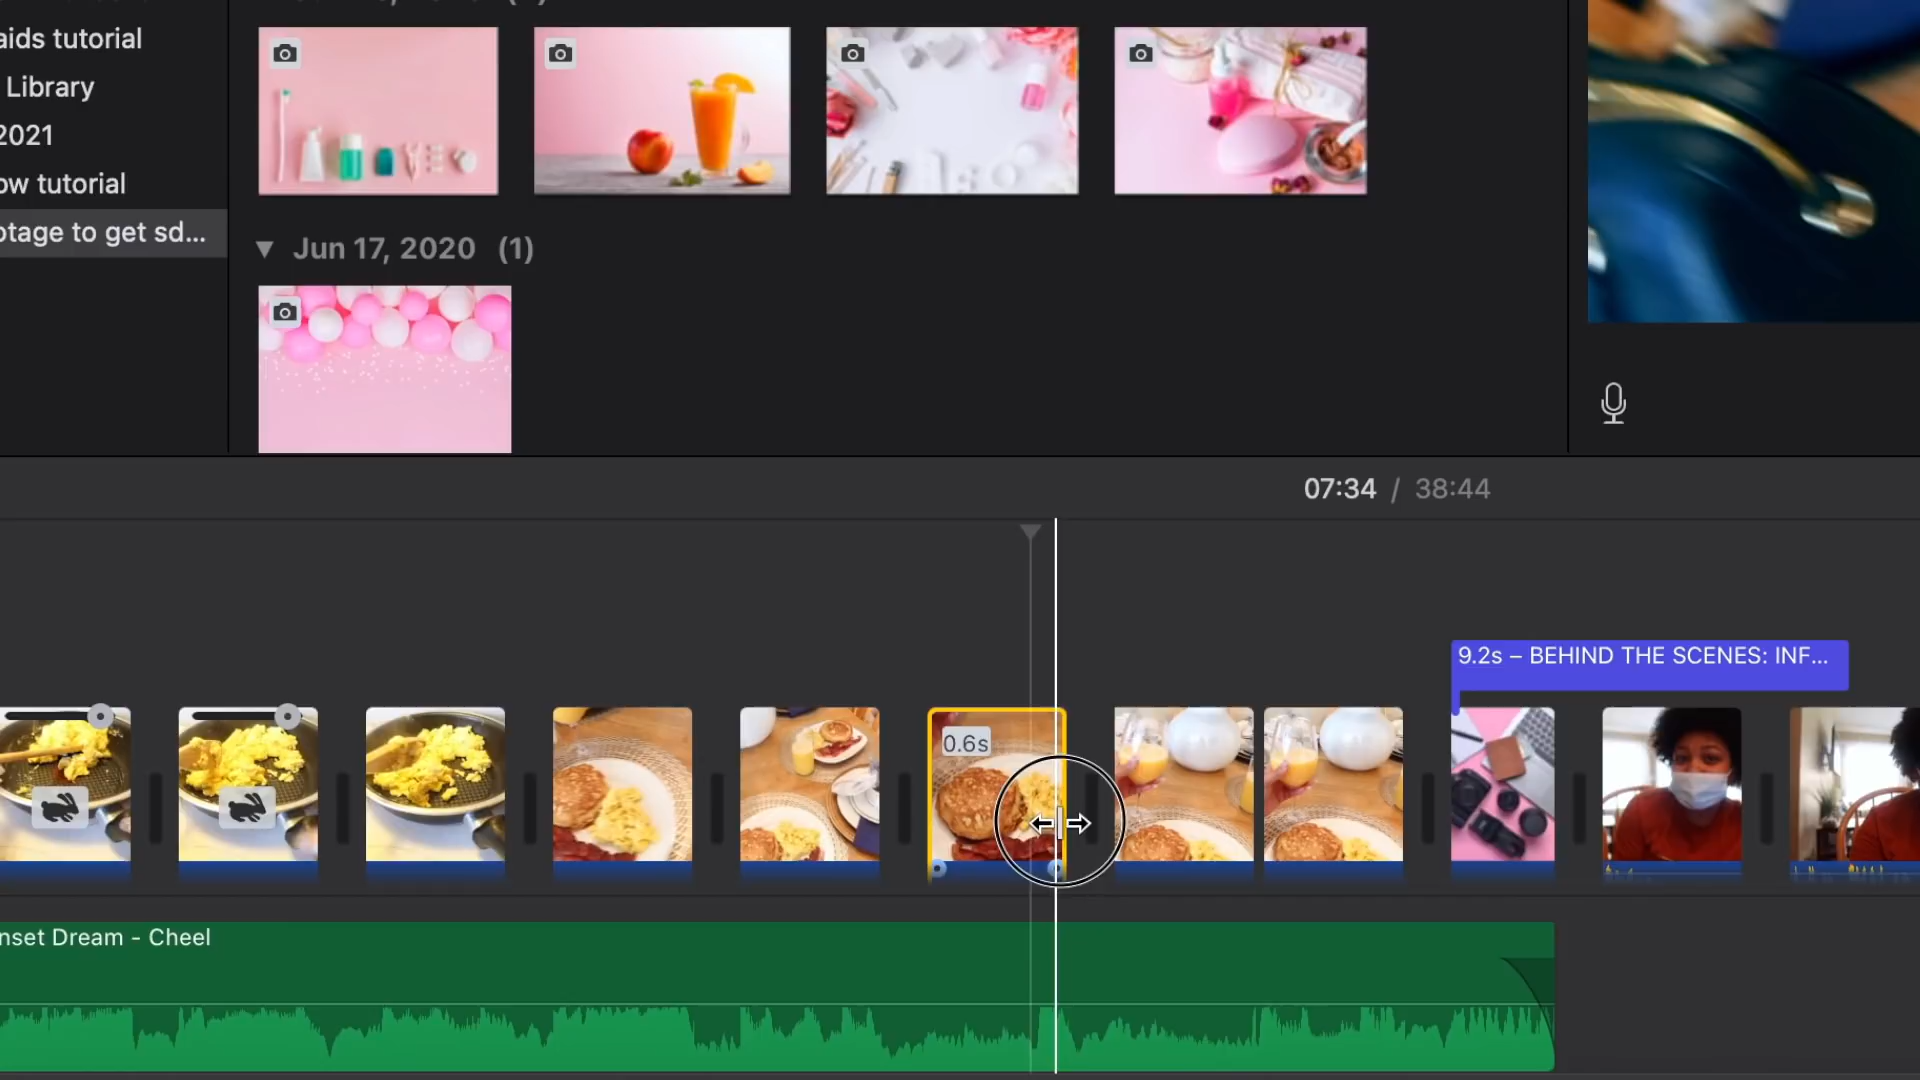 aids tutorial
Library
2021
ow tutorial
otage to get sd...
Jun 17, 2020 (1)
07:34 / 38:44
9.2s – BEHIND THE SCENES: INF...
0.6s
nset Dream - Cheel